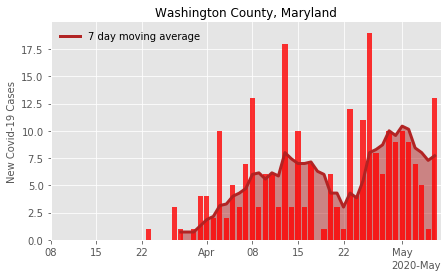 Washington County, Maryland
7 day moving average
New Covid-19 Cases
17.5
15.0
12.5
10.0
7.5
5.0
2.5
0.0
08 15 22 Apr 08 15 22 May
2020-May